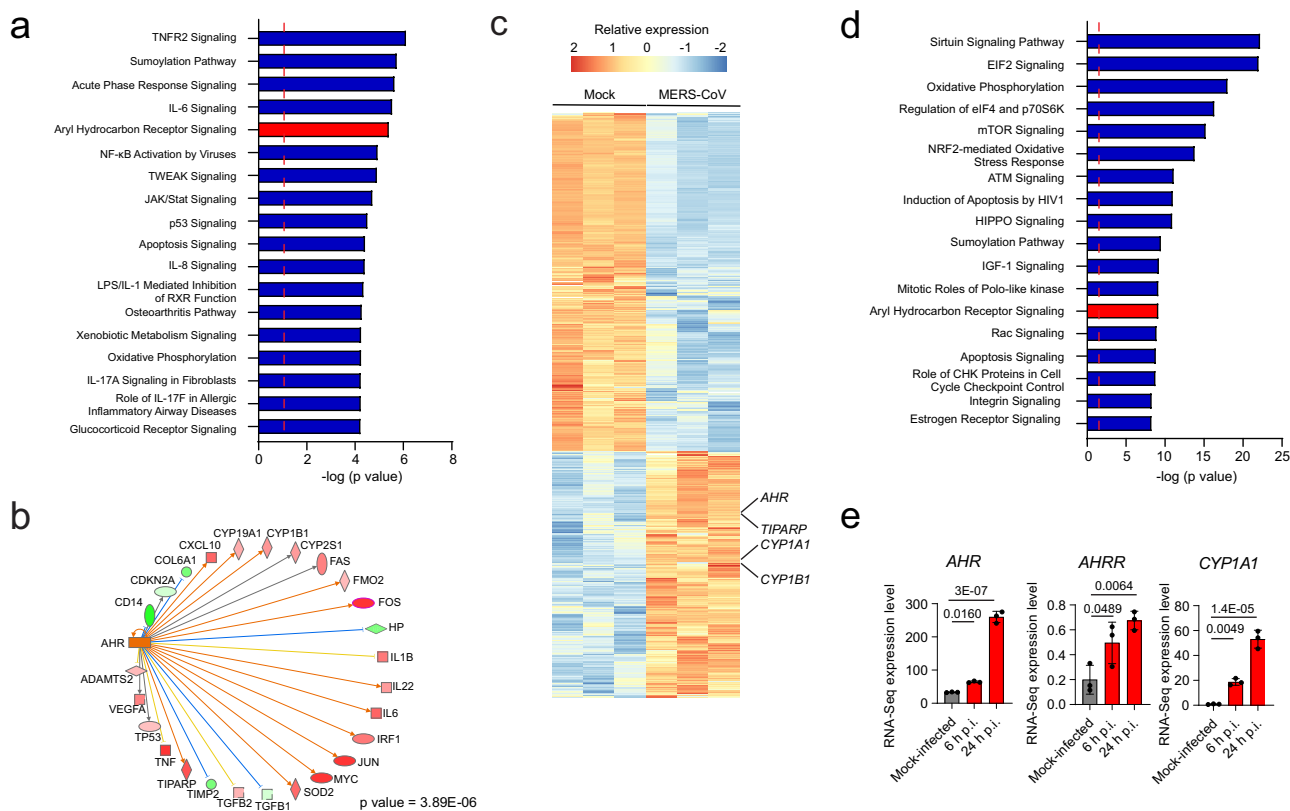 a
TNFR2 Signaling
Sumoylation Pathway
Acute Phase Response Signaling
IL-6 Signaling
Aryl Hydrocarbon Receptor Signaling
NF-κB Activation by Viruses
TWEAK Signaling
JAK/Stat Signaling
p53 Signaling
Apoptosis Signaling
IL-8 Signaling
LPS/IL-1 Mediated Inhibition
of RXR Function
Osteoarthritis Pathway
Xenobiotic Metabolism Signaling
Oxidative Phosphorylation
IL-17A Signaling in Fibroblasts
Role of IL-17F in Allergic
Inflammatory Airway Diseases
Glucocorticoid Receptor Signaling
0 2 4 6 8
-log (p value)
b
CXCL10
CYP19A1
CYP1B1
CYP2S1
COL6A1
FAS
CDKN2A
FMO2
CD14
FOS
AHR
HP
IL1B
ADAMTS2
IL22
VEGFA
IL6
TP53
IRF1
TNF
JUN
TIPARP
MYC
TIMP2
SOD2
TGFB2
TGFB1
p value = 3.89E-06
c
Relative expression
2 1 0 -1 -2
Mock MERS-CoV
AHR
TIPARP
CYP1A1
CYP1B1
d
Sirtuin Signaling Pathway
EIF2 Signaling
Oxidative Phosphorylation
Regulation of eIF4 and p70S6K
mTOR Signaling
NRF2-mediated Oxidative
Stress Response
ATM Signaling
Induction of Apoptosis by HIV1
HIPPO Signaling
Sumoylation Pathway
IGF-1 Signaling
Mitotic Roles of Polo-like kinase
Aryl Hydrocarbon Receptor Signaling
Rac Signaling
Apoptosis Signaling
Role of CHK Proteins in Cell
Cycle Checkpoint Control
Integrin Signaling
Estrogen Receptor Signaling
0 5 10 15 20 25
-log (p value)
e
AHR
3E-07
0.0160
RNA-Seq expression level
300
200
100
0
Mock-infected
6 h p.i.
24 h p.i.
AHRR
0.0064
0.0489
RNA-Seq expression level
1.0
0.8
0.6
0.4
0.2
0.0
Mock-infected
6 h p.i.
24 h p.i.
CYP1A1
1.4E-05
0.0049
RNA-Seq expression level
80
60
40
20
0
Mock-infected
6 h p.i.
24 h p.i.